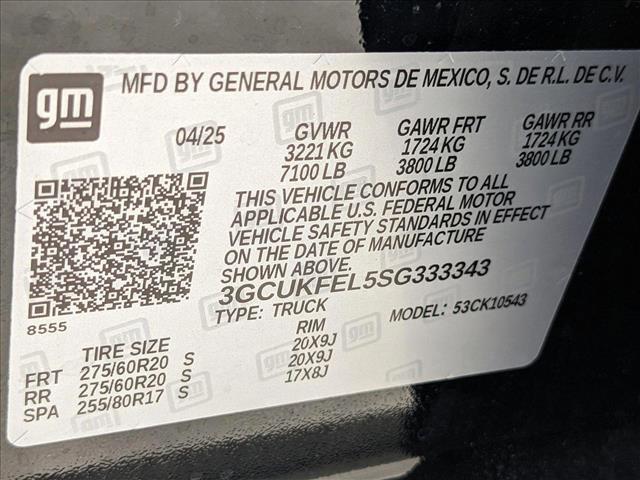 gm
MFD BY GENERAL MOTORS DE MEXICO, S. DE R.L. DE C.V.
04/25 GVWR GAWR FRT GAWR RR
3221 KG 1724 KG 1724 KG
7100 LB 3800 LB 3800 LB
THIS VEHICLE CONFORMS TO ALL
APPLICABLE U.S. FEDERAL MOTOR
VEHICLE SAFETY STANDARDS IN EFFECT
ON THE DATE OF MANUFACTURE
SHOWN ABOVE.
3GCUKFEL5SG333343
8555
TYPE: TRUCK MODEL: 53CK10543
TIRE SIZE RIM
FRT 275/60R20 S 20X9J
RR 275/60R20 S 20X9J
SPA 255/80R17 S 17X8J